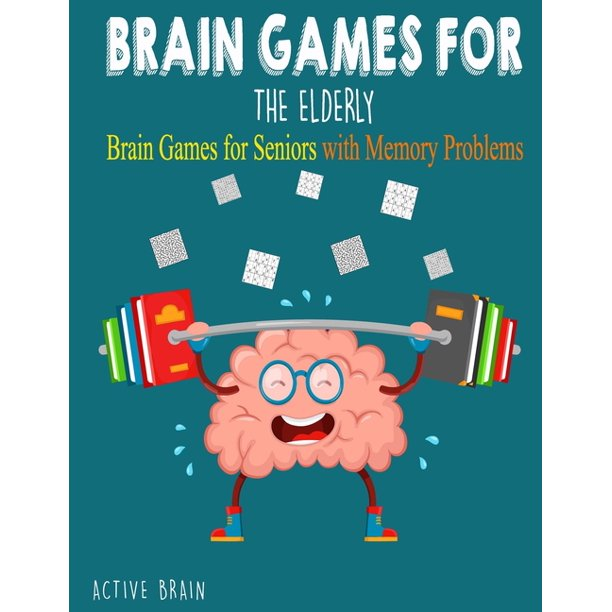 BRAIN GAMES FOR
THE ELDERLY
Brain Games for Seniors with Memory Problems
ACTIVE BRAIN